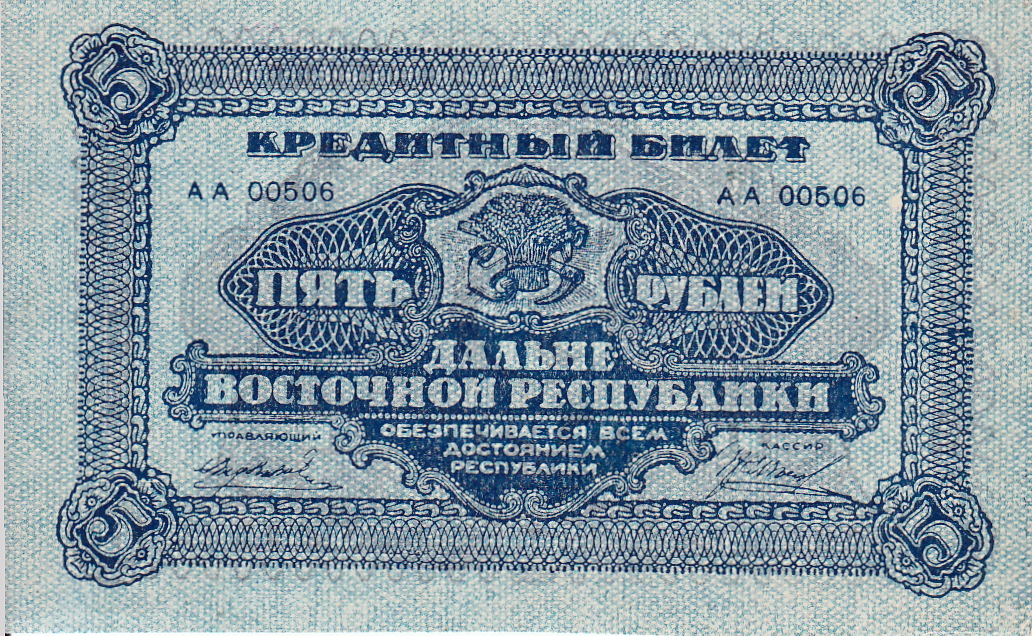 5 5
КРЕДИТНЫЙ БИЛЕТ
АА 00506 АА 00506
ПЯТЬ РУБЛЕЙ
ДАЛЬНЕ
ВОСТОЧНОЙ РЕСПУБЛИКИ
УПРАВЛЯЮЩИЙ ОБЕСПЕЧИВАЕТСЯ ВСЕМ КАССИР
ДОСТОЯНИЕМ
РЕСПУБЛИКИ
5 5